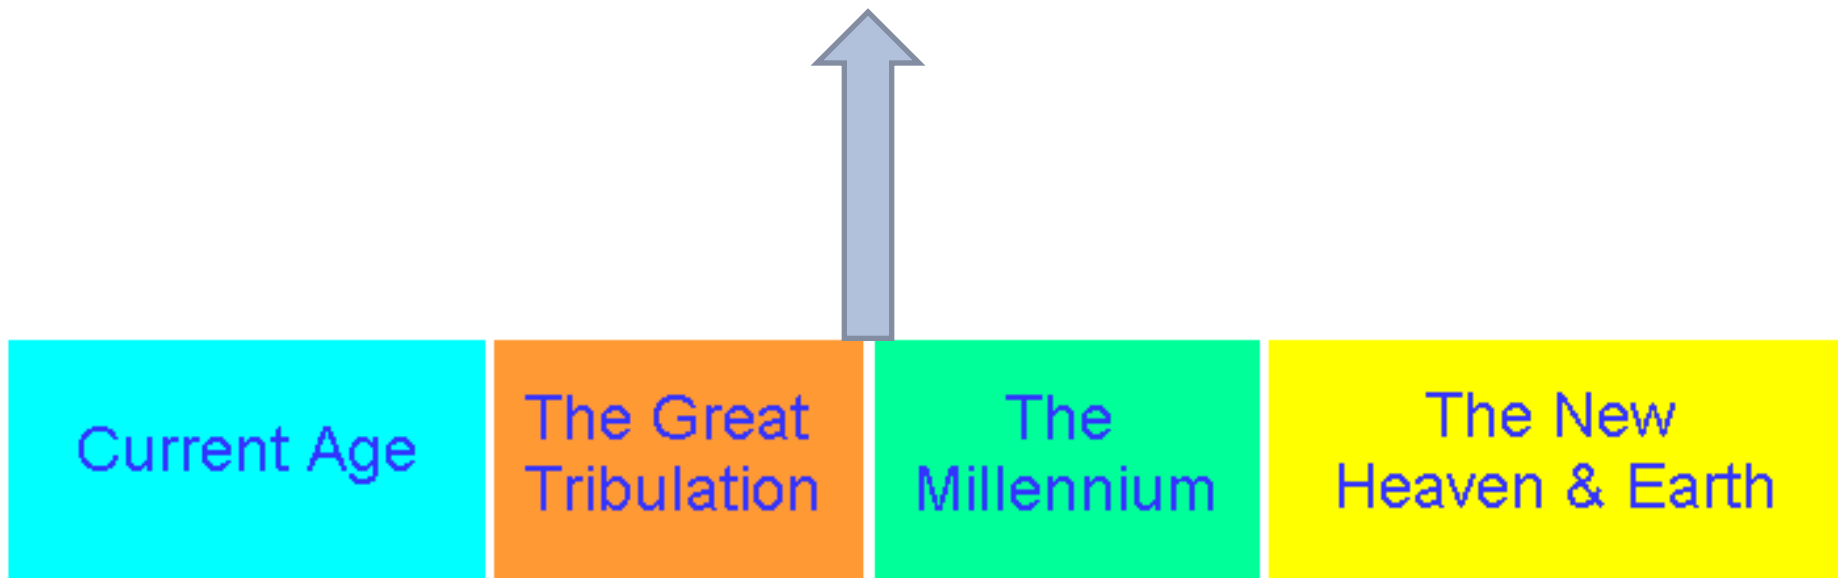 Current Age
The Great
Tribulation
The
Millennium
The New
Heaven & Earth